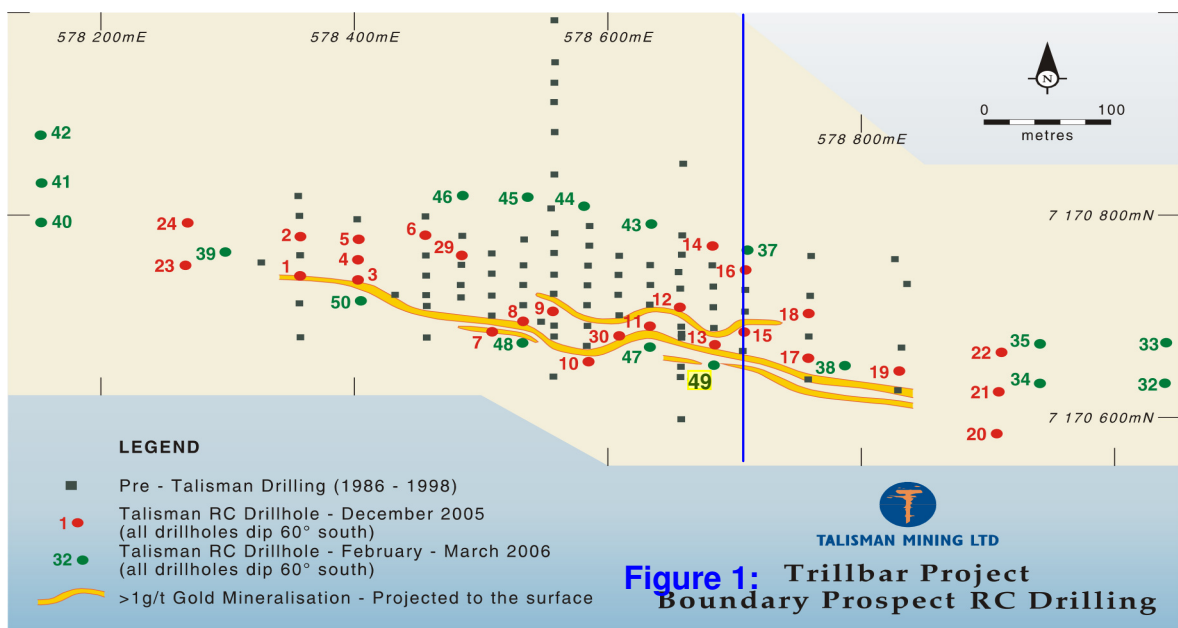 578 200mE
578 400mE
578 600mE
N
0 100
metres
578 800mE
42
41
40
24
39
23
2
1
5
4
3
50
6
46
29
45
44
43
14
37
16
7 170 800mN
7
8
9
48
10
30
11
12
47
13
49
15
18
17
38
19
22
35
33
21
34
32
20
7 170 600mN
LEGEND
Pre - Talisman Drilling (1986 - 1998)
1 Talisman RC Drillhole - December 2005
(all drillholes dip 60° south)
32 Talisman RC Drillhole - February - March 2006
(all drillholes dip 60° south)
>1g/t Gold Mineralisation - Projected to the surface
TALISMAN MINING LTD
Figure 1: Trillbar Project
Boundary Prospect RC Drilling